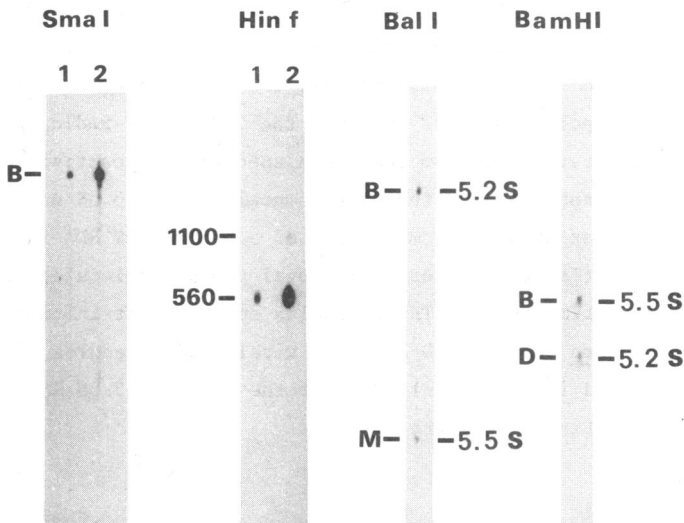 Sma I Hin f Bal I BamHI
1 2 1 2
B–
B– –5.2 S
1100–
560–
B– –5.5 S
D– –5.2 S
M– –5.5 S